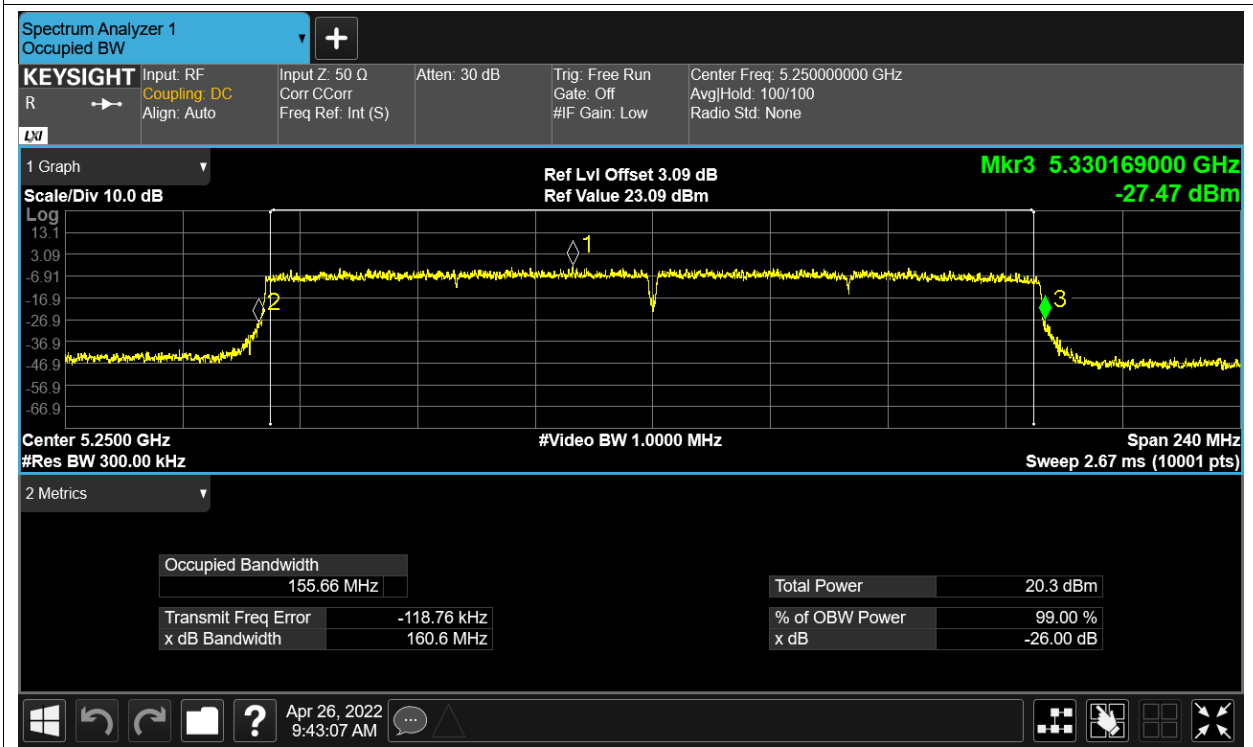 Spectrum Analyzer 1
Occupied BW
KEYSIGHT
R
LXI
Input: RF
Coupling: DC
Align: Auto
Input Z: 50 Ω
Corr CCorr
Freq Ref: Int (S)
Atten: 30 dB
Trig: Free Run
Gate: Off
#IF Gain: Low
Center Freq: 5.250000000 GHz
Avg|Hold: 100/100
Radio Std: None
1 Graph
Scale/Div 10.0 dB
Ref Lvl Offset 3.09 dB
Ref Value 23.09 dBm
Mkr3 5.330169000 GHz
-27.47 dBm
Log
13.1
3.09
-6.91
-16.9
-26.9
-36.9
-46.9
-56.9
-66.9
1
2
3
Center 5.2500 GHz
#Res BW 300.00 kHz
#Video BW 1.0000 MHz
Span 240 MHz
Sweep 2.67 ms (10001 pts)
2 Metrics
Occupied Bandwidth
155.66 MHz
Transmit Freq Error -118.76 kHz
x dB Bandwidth 160.6 MHz
Total Power 20.3 dBm
% of OBW Power 99.00 %
x dB -26.00 dB
?
Apr 26, 2022
9:43:07 AM